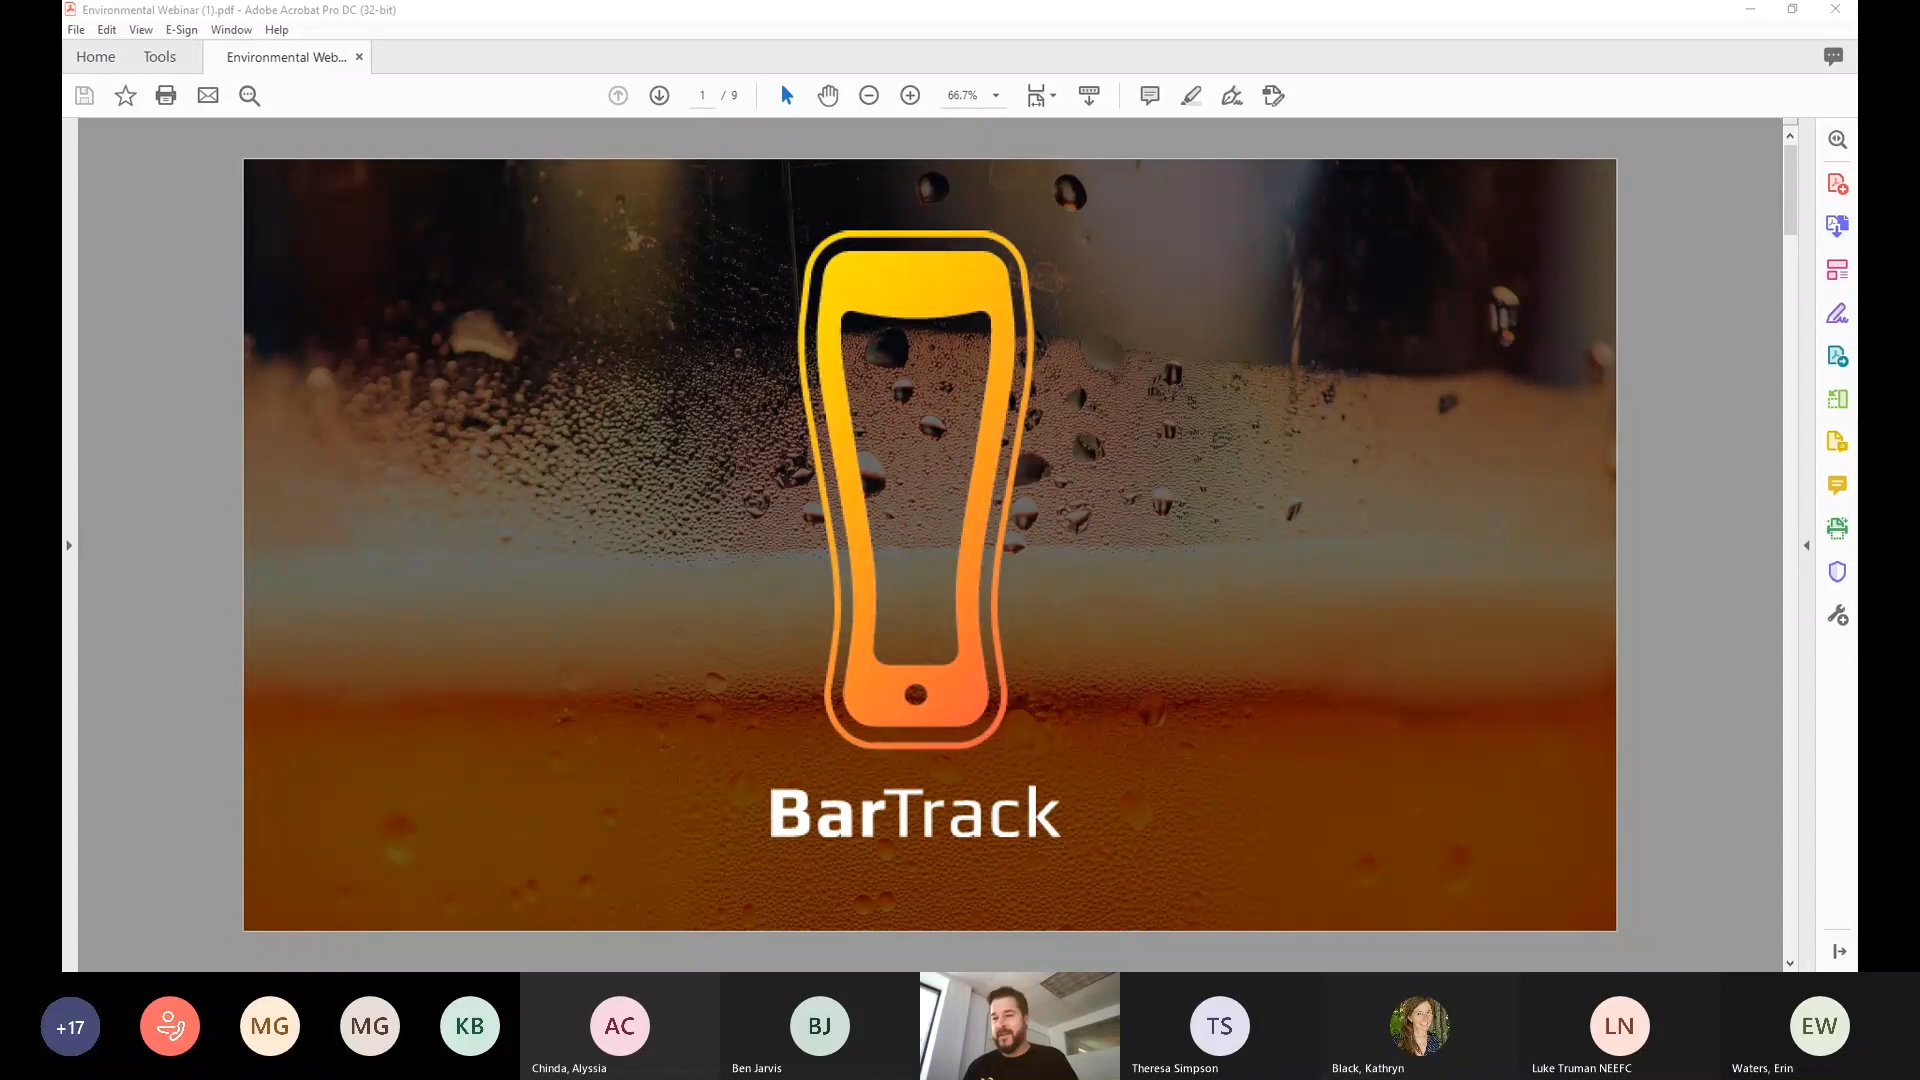 Environmental Webinar (1).pdf - Adobe Acrobat Pro DC (32-bit)
File Edit View E-Sign Window Help
Home Tools Environmental Web...
1 / 9 66.7%
BarTrack
+17 MG MG KB AC BJ TS LN EW
Chinda, Alyssia Ben Jarvis Theresa Simpson Black, Kathryn Luke Truman NEEFC Waters, Erin